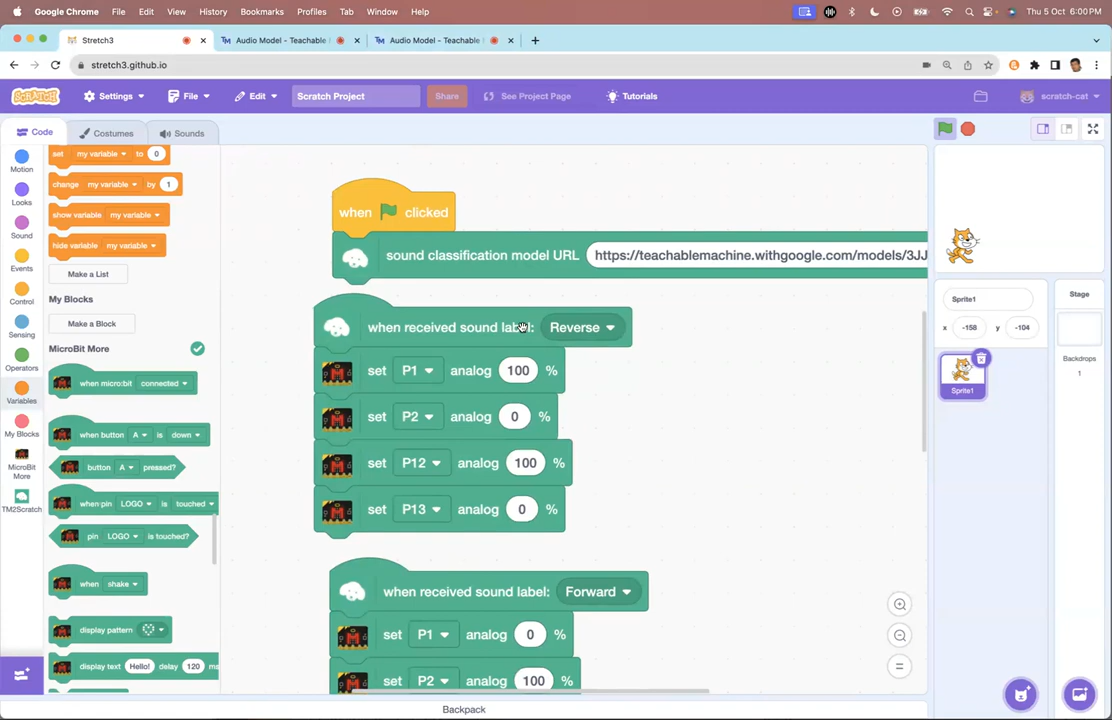 Google Chrome File Edit View History Bookmarks Profiles Tab Window Help Thu 5 Oct 6:00PM
Stretch3 Audio Model - Teachable Audio Model - Teachable
stretch3.github.io
SCRATCH Settings File Edit Scratch Project Share See Project Page Tutorials scratch-cat
Code Costumes Sounds
Motion
Looks
Sound
Events
Control
Sensing
Operators
Variables
My Blocks
MicroBit
More
TM2Scratch
set my variable to 0
change my variable by 1
show variable my variable
hide variable my variable
Make a List
My Blocks
Make a Block
MicroBit More
when micro:bit connected
when button A is down
button A pressed?
when pin LOGO is touched
pin LOGO is touched?
when shake
display pattern
display text Hello! delay 120 ms
when clicked
sound classification model URL https://teachablemachine.withgoogle.com/models/3JJ
when received sound label: Reverse
set P1 analog 100 %
set P2 analog 0 %
set P12 analog 100 %
set P13 analog 0 %
when received sound label: Forward
set P1 analog 0 %
set P2 analog 100 %
Sprite1
x -158 y -104
Sprite1
Stage
Backdrops
1
Backpack